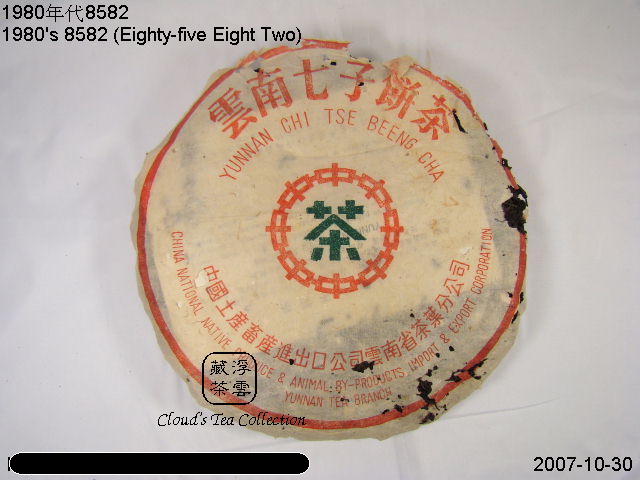 1980年代8582
1980's 8582 (Eighty-five Eight Two)
雲南七子餅茶
YUNNAN CHI TSE BEENG CHA
茶
中國土産畜産進出口公司雲南省茶葉分公司
CHINA NATIONAL NATIVE PRODUCE & ANIMAL BY-PRODUCTS IMPORT & EXPORT CORPORATION
YUNNAN TEA BRANCH
浮雲
藏茶
Cloud's Tea Collection
2007-10-30